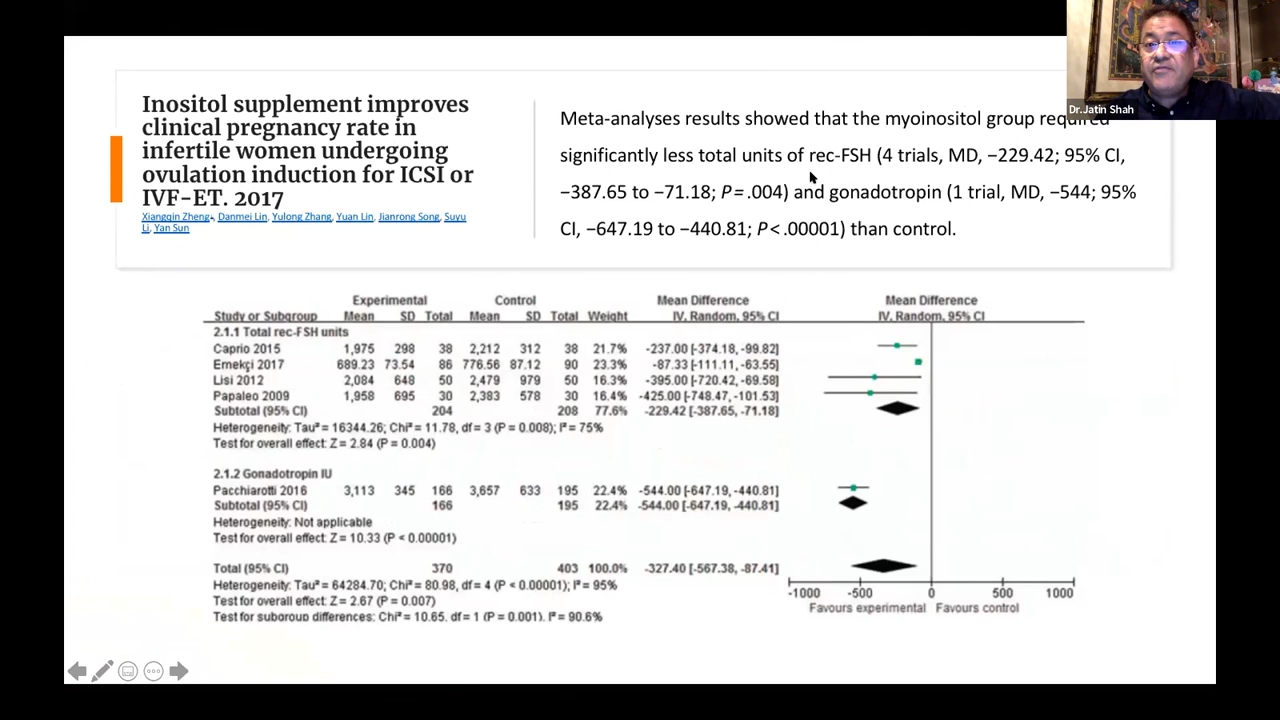 Dr.Jatin Shah
Inositol supplement improves
clinical pregnancy rate in
infertile women undergoing
ovulation induction for ICSI or
IVF-ET. 2017
Xiangqin Zheng, Danmei Lin, Yulong Zhang, Yuan Lin, Jianrong Song, Suyu
Li, Yan Sun
Meta-analyses results showed that the myoinositol group required
significantly less total units of rec-FSH (4 trials, MD, −229.42; 95% CI,
−387.65 to −71.18; P = .004) and gonadotropin (1 trial, MD, −544; 95%
CI, −647.19 to −440.81; P < .00001) than control.
Experimental Control Mean Difference Mean Difference
Study or Subgroup Mean SD Total Mean SD Total Weight IV, Random, 95% CI IV, Random, 95% CI
2.1.1 Total rec-FSH units
Caprio 2015 1,975 298 38 2,212 312 38 21.7% -237.00 [-374.18, -99.82]
Emekçi 2017 689.23 73.54 86 776.56 87.12 90 23.3% -87.33 [-111.11, -63.55]
Lisi 2012 2,084 648 50 2,479 979 50 16.3% -395.00 [-720.42, -69.58]
Papaleo 2009 1,958 695 30 2,383 578 30 16.4% -425.00 [-748.47, -101.53]
Subtotal (95% CI) 204 208 77.6% -229.42 [-387.65, -71.18]
Heterogeneity: Tau² = 16344.26; Chi² = 11.78, df = 3 (P = 0.008); I² = 75%
Test for overall effect: Z = 2.84 (P = 0.004)
2.1.2 Gonadotropin IU
Pacchiarotti 2016 3,113 345 166 3,657 633 195 22.4% -544.00 [-647.19, -440.81]
Subtotal (95% CI) 166 195 22.4% -544.00 [-647.19, -440.81]
Heterogeneity: Not applicable
Test for overall effect: Z = 10.33 (P < 0.00001)
Total (95% CI) 370 403 100.0% -327.40 [-567.38, -87.41]
Heterogeneity: Tau² = 64284.70; Chi² = 80.98, df = 4 (P < 0.00001); I² = 95%
Test for overall effect: Z = 2.67 (P = 0.007)
Test for subgroup differences: Chi² = 10.65, df = 1 (P = 0.001), I² = 90.6%
-1000 -500 0 500 1000
Favours experimental Favours control